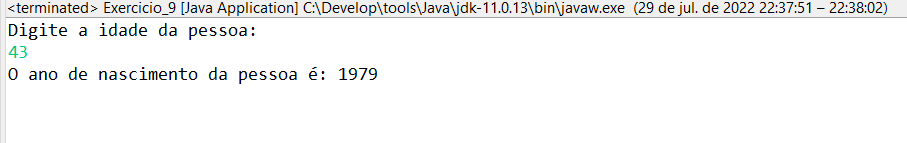 <terminated> Exercicio_9 [Java Application] C:\Develop\tools\Java\jdk-11.0.13\bin\javaw.exe (29 de jul. de 2022 22:37:51 – 22:38:02)
Digite a idade da pessoa:
43
O ano de nascimento da pessoa é: 1979